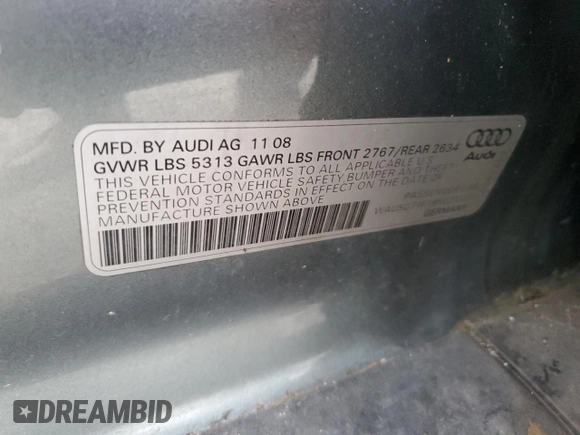 MFD. BY AUDI AG 11 08
GVWR LBS 5313 GAWR LBS FRONT 2767/REAR 2634
THIS VEHICLE CONFORMS TO ALL APPLICABLE U.S.
FEDERAL MOTOR VEHICLE SAFETY, BUMPER AND THEFT
PREVENTION STANDARDS IN EFFECT ON THE DATE OF
MANUFACTURE SHOWN ABOVE
Audi
GERMANY
DREAMBID